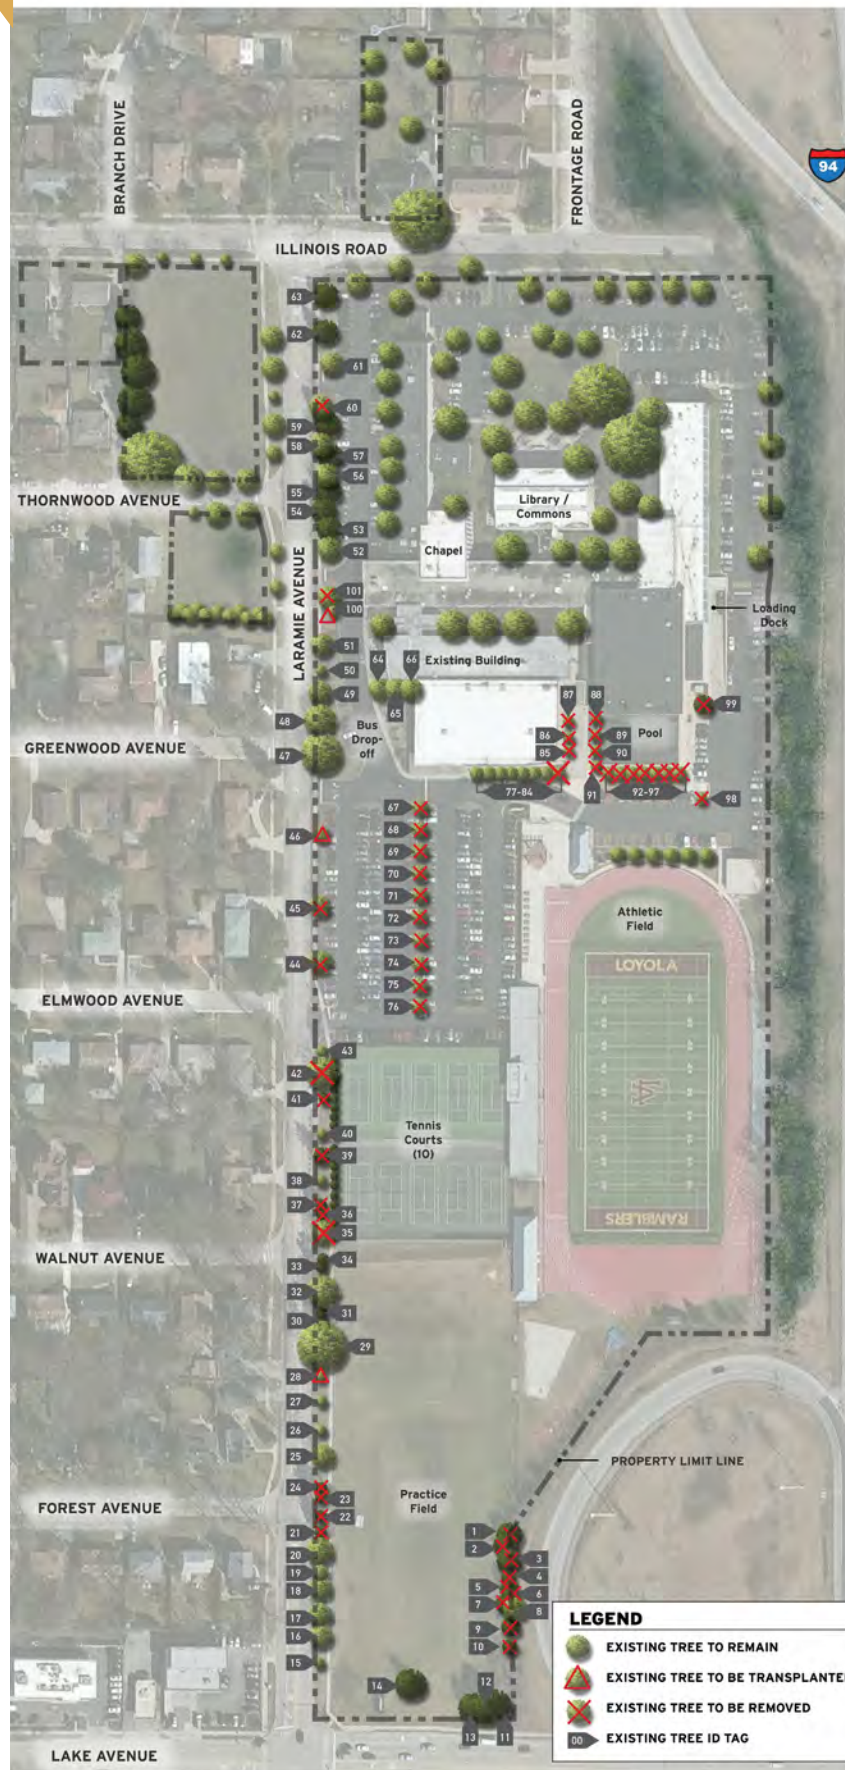 BRANCH DRIVE
FRONTAGE ROAD
94
ILLINOIS ROAD
63
62
61
60
59
58
57
56
THORNWOOD AVENUE
55
54
53
52
Library /
Commons
Chapel
LARAMIE AVENUE
101
100
Loading
Dock
51
50
49
48
47
64
66
65
Existing Building
Bus
Drop-
off
GREENWOOD AVENUE
87
88
86
89
85
90
Pool
99
77-84
91
92-97
98
46
67
68
69
70
71
72
73
74
75
76
45
44
Athletic
Field
LOYOLA
ELMWOOD AVENUE
43
42
41
40
39
38
37
36
35
Tennis
Courts
(10)
RAMBLERS
WALNUT AVENUE
34
33
32
31
30
29
28
27
26
25
PROPERTY LIMIT LINE
24
23
22
21
FOREST AVENUE
Practice
Field
20
19
18
17
16
15
1
2
3
4
5
6
7
8
9
10
14
12
13
11
LEGEND
EXISTING TREE TO REMAIN
EXISTING TREE TO BE TRANSPLANTE
EXISTING TREE TO BE REMOVED
00 EXISTING TREE ID TAG
LAKE AVENUE